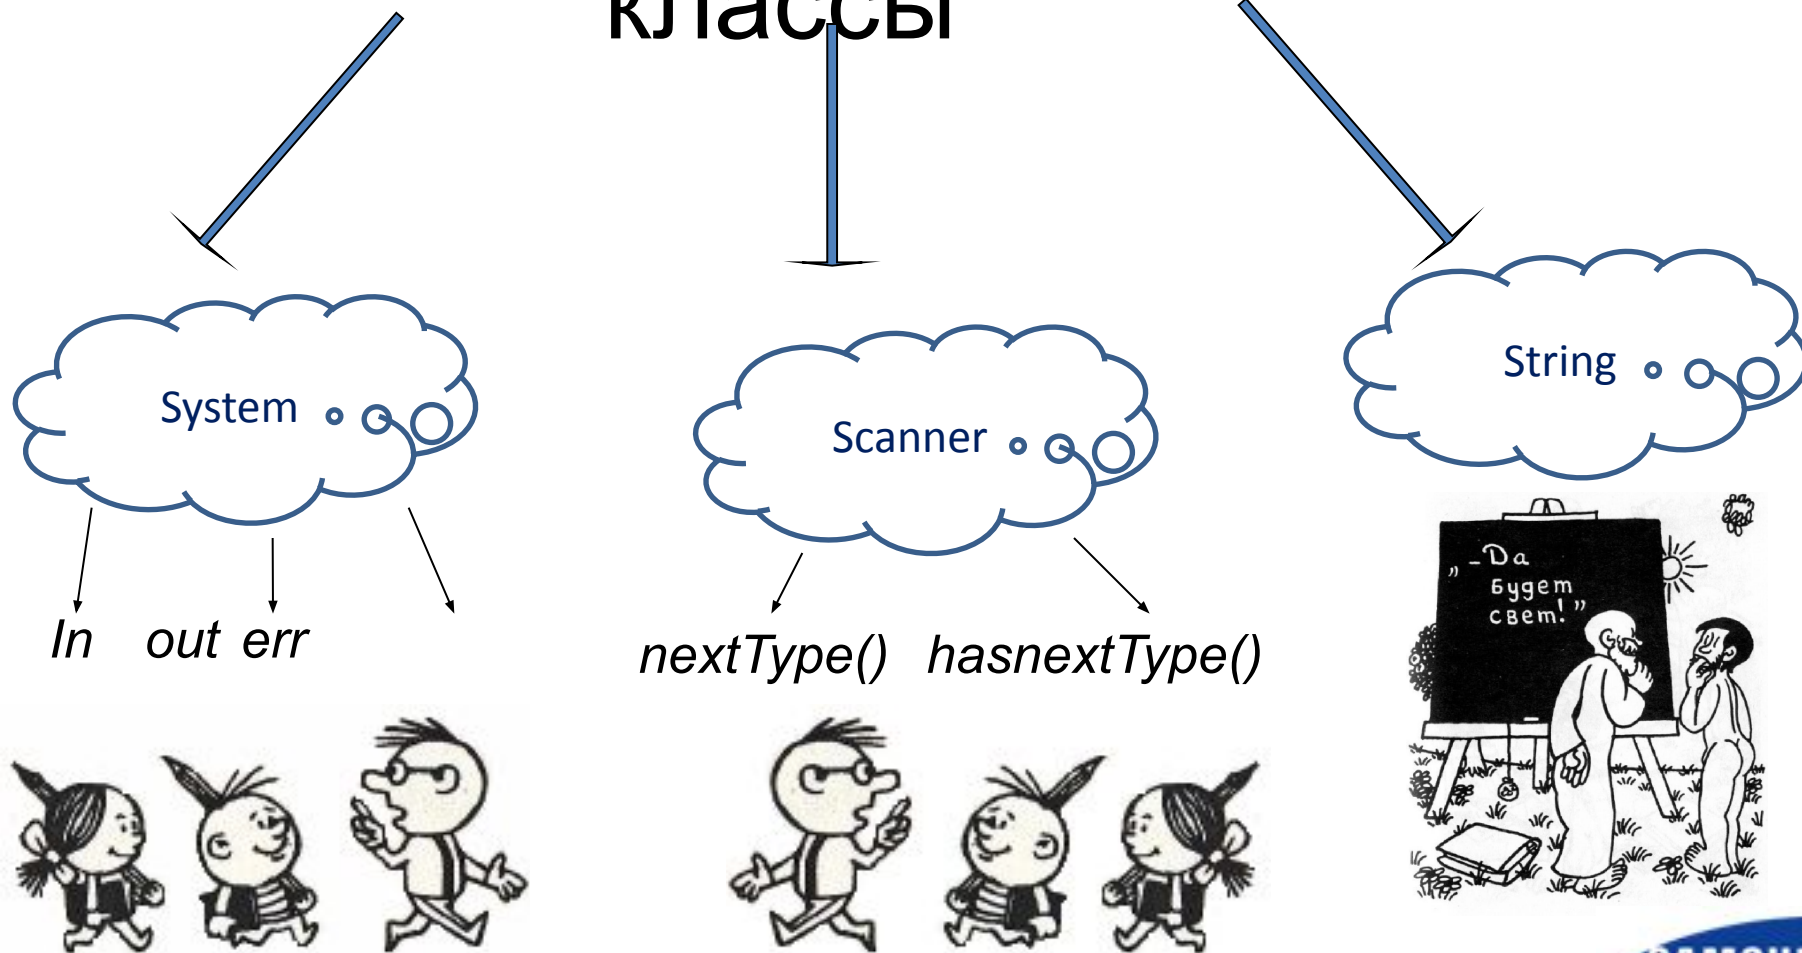 классы
System
Scanner
String
In out err
nextType() hasnextType()
„ -Да
будет
свет!”